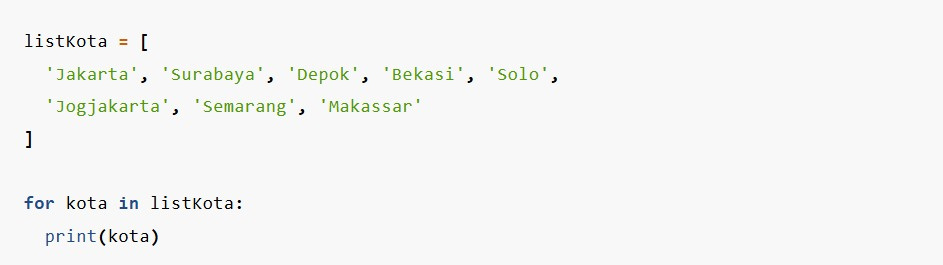 listKota = [
  'Jakarta', 'Surabaya', 'Depok', 'Bekasi', 'Solo',
  'Jogjakarta', 'Semarang', 'Makassar'
]
for kota in listKota:
  print(kota)